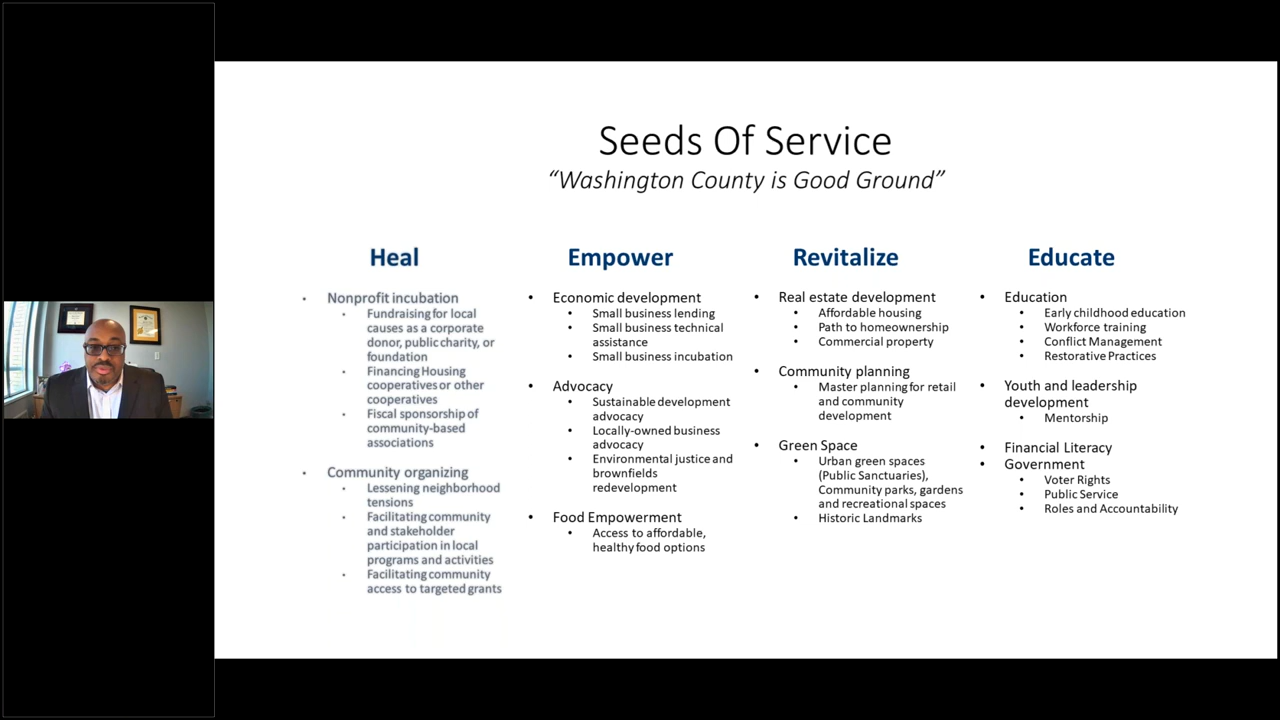 Seeds Of Service
“Washington County is Good Ground”
Heal
• Nonprofit incubation
• Fundraising for local
causes as a corporate
donor, public charity, or
foundation
• Financing Housing
cooperatives or other
cooperatives
• Fiscal sponsorship of
community-based
associations
• Community organizing
• Lessening neighborhood
tensions
• Facilitating community
and stakeholder
participation in local
programs and activities
• Facilitating community
access to targeted grants
Empower
• Economic development
• Small business lending
• Small business technical
assistance
• Small business incubation
• Advocacy
• Sustainable development
advocacy
• Locally-owned business
advocacy
• Environmental justice and
brownfields
redevelopment
• Food Empowerment
• Access to affordable,
healthy food options
Revitalize
• Real estate development
• Affordable housing
• Path to homeownership
• Commercial property
• Community planning
• Master planning for retail
and community
development
• Green Space
• Urban green spaces
(Public Sanctuaries),
Community parks, gardens
and recreational spaces
• Historic Landmarks
Educate
• Education
• Early childhood education
• Workforce training
• Conflict Management
• Restorative Practices
• Youth and leadership
development
• Mentorship
• Financial Literacy
• Government
• Voter Rights
• Public Service
• Roles and Accountability